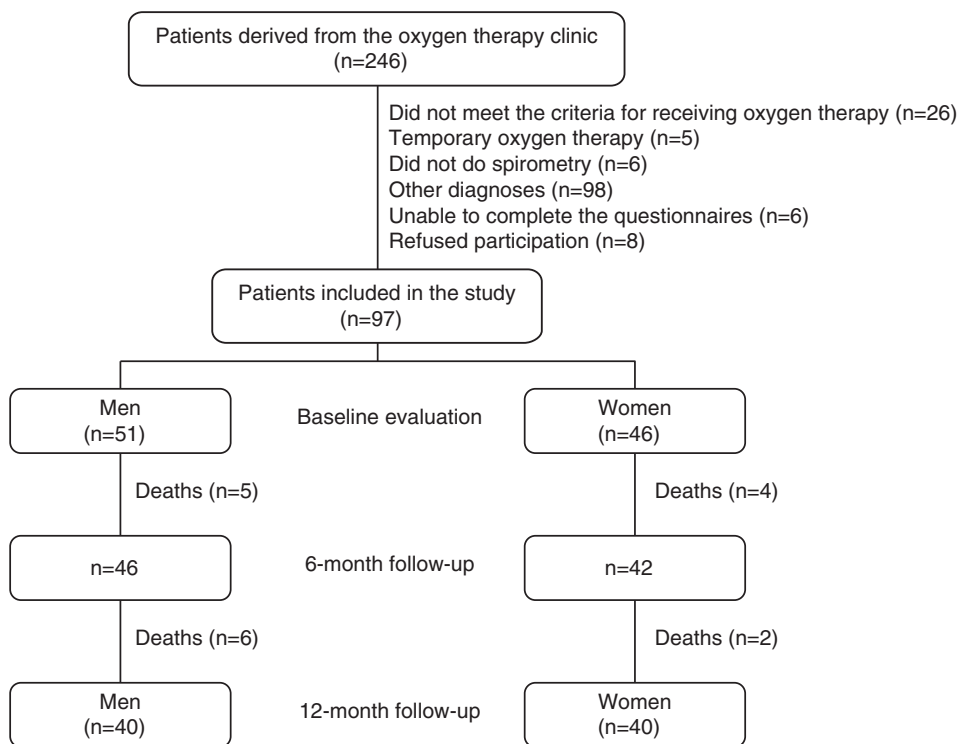 Patients derived from the oxygen therapy clinic
(n=246)
Did not meet the criteria for receiving oxygen therapy (n=26)
Temporary oxygen therapy (n=5)
Did not do spirometry (n=6)
Other diagnoses (n=98)
Unable to complete the questionnaires (n=6)
Refused participation (n=8)
Patients included in the study
(n=97)
Men
(n=51)
Baseline evaluation
Women
(n=46)
Deaths (n=5)
Deaths (n=4)
n=46
6-month follow-up
n=42
Deaths (n=6)
Deaths (n=2)
Men
(n=40)
12-month follow-up
Women
(n=40)